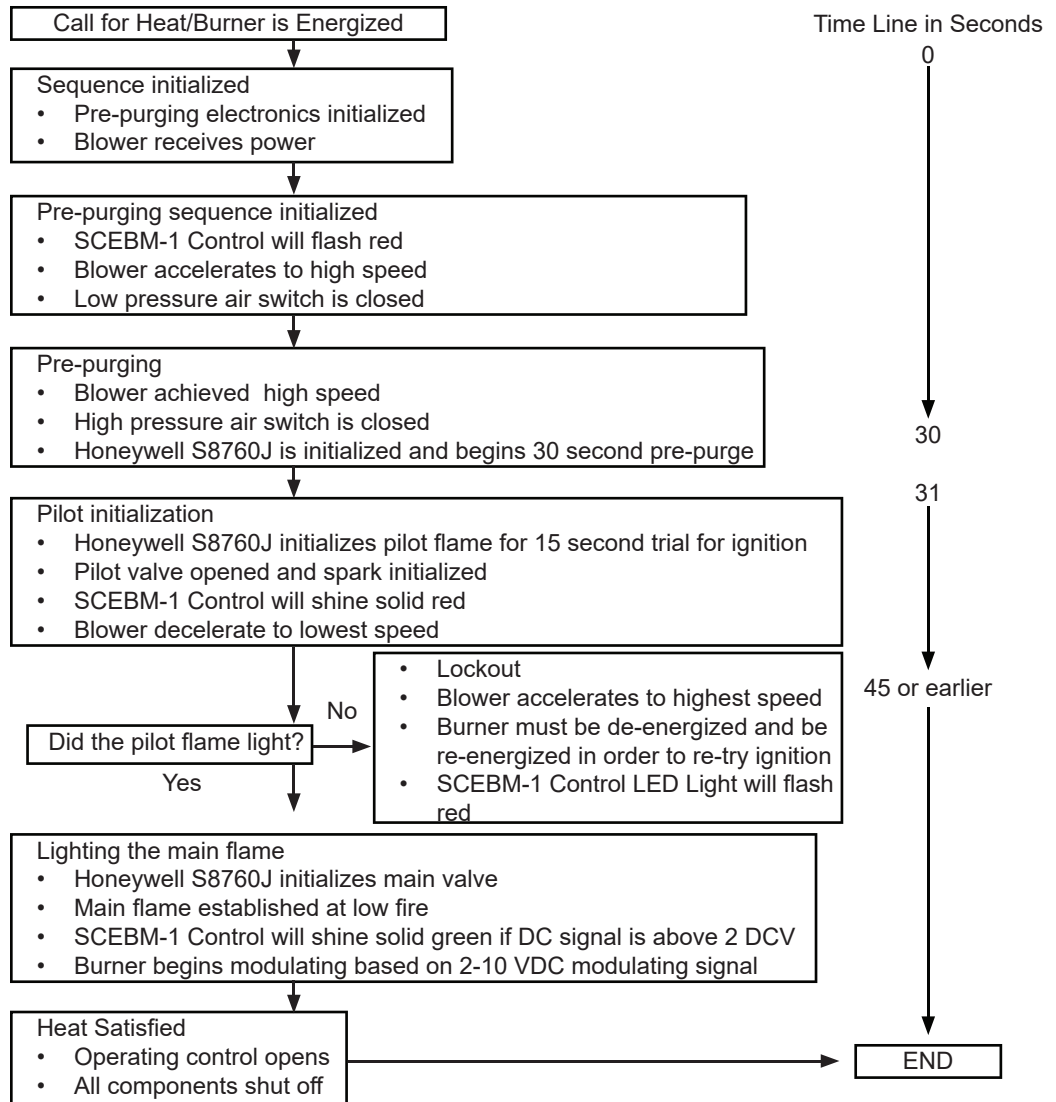 Call for Heat/Burner is Energized
Time Line in Seconds
0
Sequence initialized
• Pre-purging electronics initialized
• Blower receives power
Pre-purging sequence initialized
• SCEBM-1 Control will flash red
• Blower accelerates to high speed
• Low pressure air switch is closed
Pre-purging
• Blower achieved high speed
• High pressure air switch is closed
• Honeywell S8760J is initialized and begins 30 second pre-purge
30
31
Pilot initialization
• Honeywell S8760J initializes pilot flame for 15 second trial for ignition
• Pilot valve opened and spark initialized
• SCEBM-1 Control will shine solid red
• Blower decelerate to lowest speed
45 or earlier
Did the pilot flame light?
No
• Lockout
• Blower accelerates to highest speed
• Burner must be de-energized and be
re-energized in order to re-try ignition
• SCEBM-1 Control LED Light will flash
red
Yes
Lighting the main flame
• Honeywell S8760J initializes main valve
• Main flame established at low fire
• SCEBM-1 Control will shine solid green if DC signal is above 2 DCV
• Burner begins modulating based on 2-10 VDC modulating signal
Heat Satisfied
• Operating control opens
• All components shut off
END